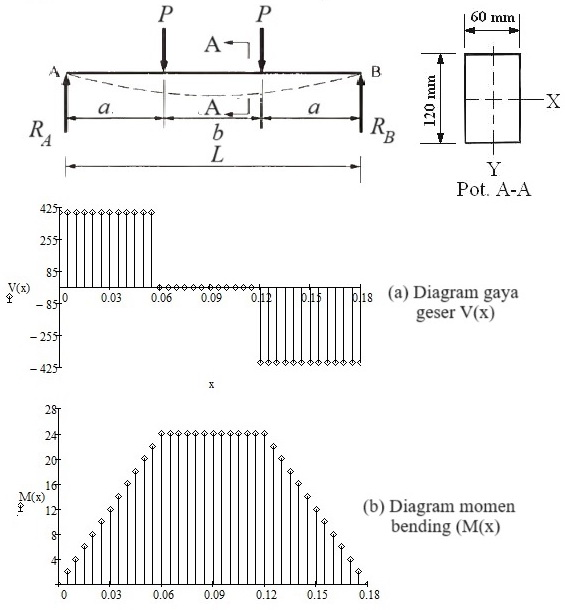 P P
A
A B
a. A a
R_A b R_B
L
60 mm
120 mm
X
Y
Pot. A-A
425
255
85
V(x)
0 0.03 0.06 0.09 0.12 0.15 0.18
– 85
– 255
– 425
x
(a) Diagram gaya
geser V(x)
28
24
20
16
M(x)
12
8
4
0 0.03 0.06 0.09 0.12 0.15 0.18
(b) Diagram momen
bending (M(x)